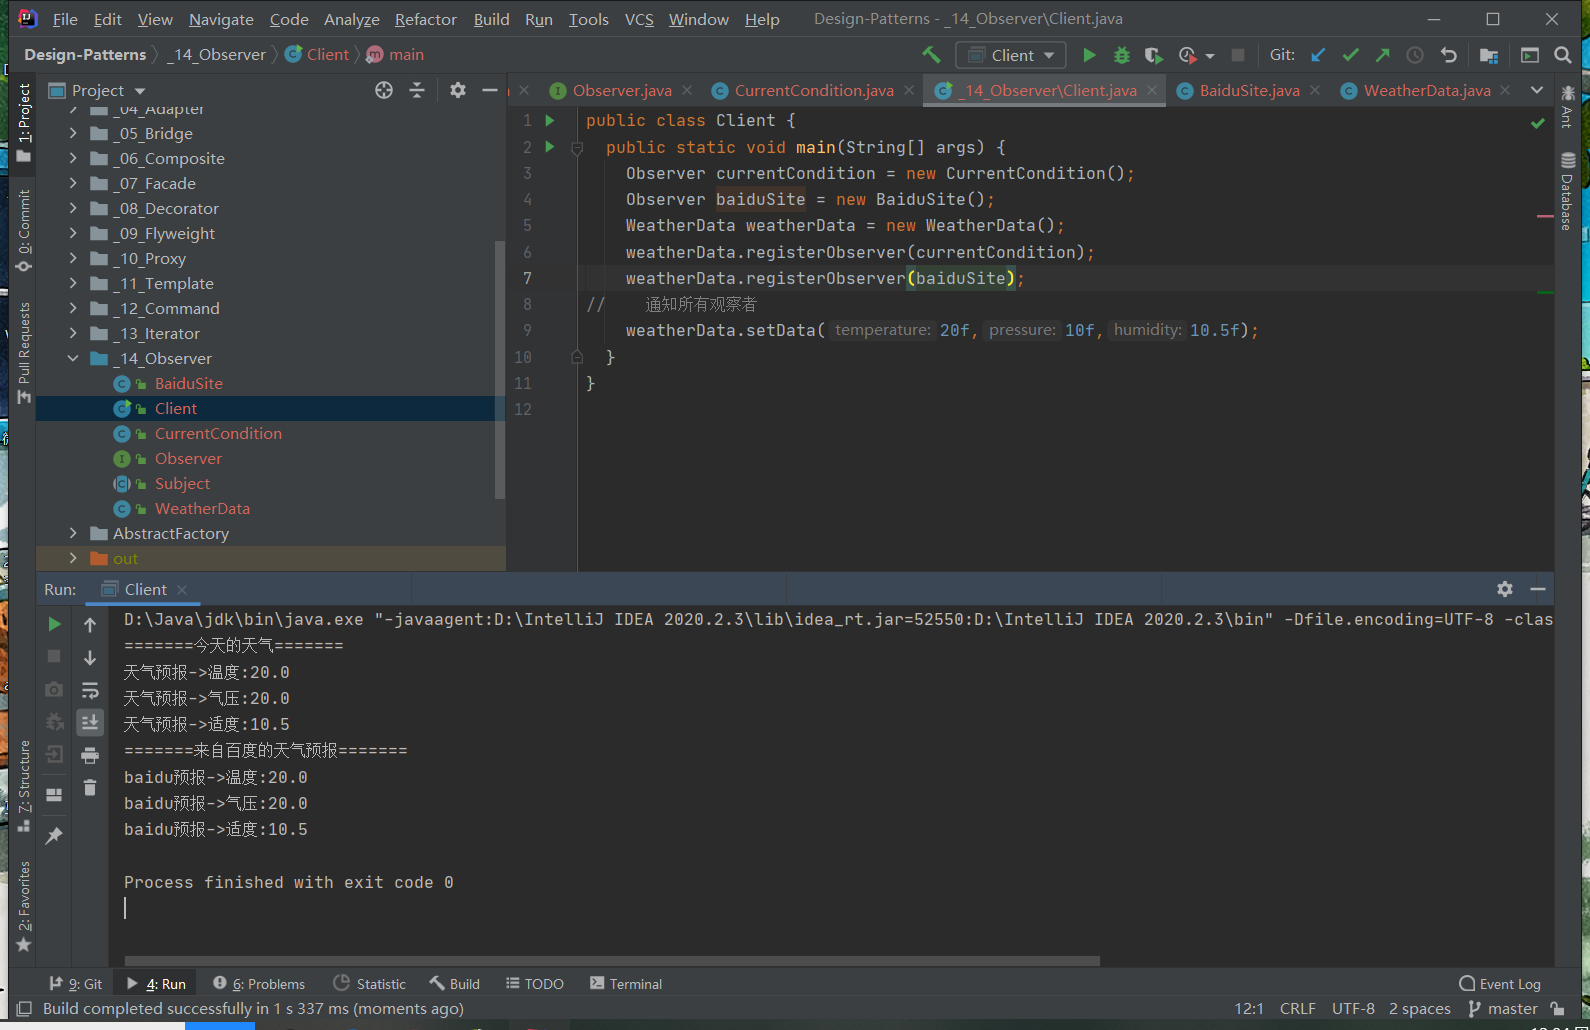 File Edit View Navigate Code Analyze Refactor Build Run Tools VCS Window Help Design-Patterns - _14_Observer\Client.java
Design-Patterns _14_Observer Client main Client Git:
1: Project
0: Commit
Pull Requests
Project
_04_Adapter
_05_Bridge
_06_Composite
_07_Facade
_08_Decorator
_09_Flyweight
_10_Proxy
_11_Template
_12_Command
_13_Iterator
_14_Observer
BaiduSite
Client
CurrentCondition
Observer
Subject
WeatherData
AbstractFactory
out
Observer.java CurrentCondition.java _14_Observer\Client.java BaiduSite.java WeatherData.java
1 public class Client {
2 public static void main(String[] args) {
3 Observer currentCondition = new CurrentCondition();
4 Observer baiduSite = new BaiduSite();
5 WeatherData weatherData = new WeatherData();
6 weatherData.registerObserver(currentCondition);
7 weatherData.registerObserver(baiduSite);
8 // 通知所有观察者
9 weatherData.setData( temperature: 20f, pressure: 10f, humidity: 10.5f);
10 }
11 }
12
Ant
Database
Run: Client
D:\Java\jdk\bin\java.exe "-javaagent:D:\IntelliJ IDEA 2020.2.3\lib\idea_rt.jar=52550:D:\IntelliJ IDEA 2020.2.3\bin" -Dfile.encoding=UTF-8 -clas
=======今天的天气=======
天气预报->温度:20.0
天气预报->气压:20.0
天气预报->适度:10.5
=======来自百度的天气预报=======
baidu预报->温度:20.0
baidu预报->气压:20.0
baidu预报->适度:10.5
Process finished with exit code 0
Z: Structure
2: Favorites
9: Git 4: Run 6: Problems Statistic Build TODO Terminal Event Log
Build completed successfully in 1 s 337 ms (moments ago) 12:1 CRLF UTF-8 2 spaces master